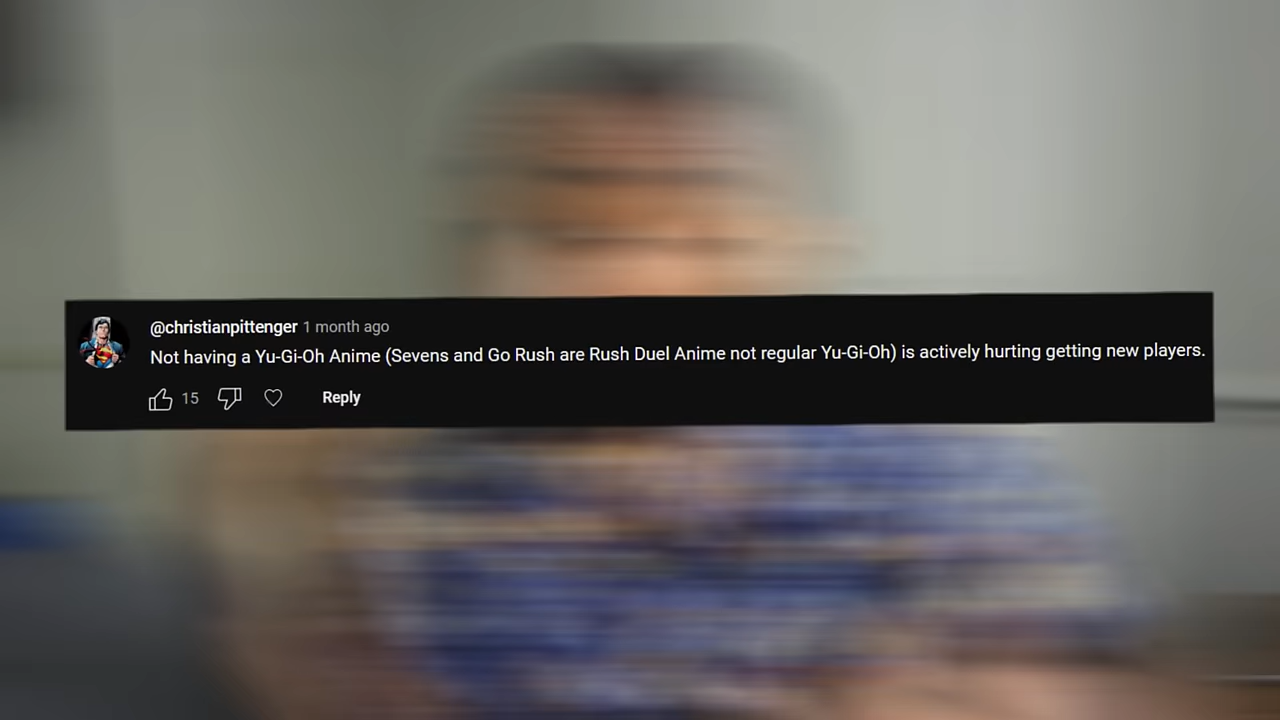 @christianpittenger 1 month ago
Not having a Yu-Gi-Oh Anime (Sevens and Go Rush are Rush Duel Anime not regular Yu-Gi-Oh) is actively hurting getting new players.
15 Reply